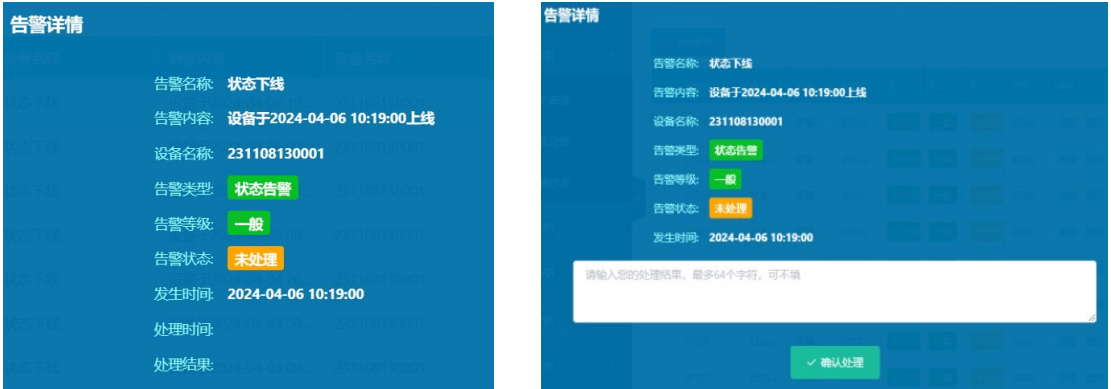 告警详情
告警名称: 状态下线
告警内容: 设备于2024-04-06 10:19:00上线
设备名称: 231108130001
告警类型: 状态告警
告警等级: 一般
告警状态: 未处理
发生时间: 2024-04-06 10:19:00
处理时间:
处理结果:
告警详情
告警名称: 状态下线
告警内容: 设备于2024-04-06 10:19:00上线
设备名称: 231108130001
告警类型: 状态告警
告警等级: 一般
告警状态: 未处理
发生时间: 2024-04-06 10:19:00
请输入您的处理结果，最多64个字符，可不填
✓ 确认处理